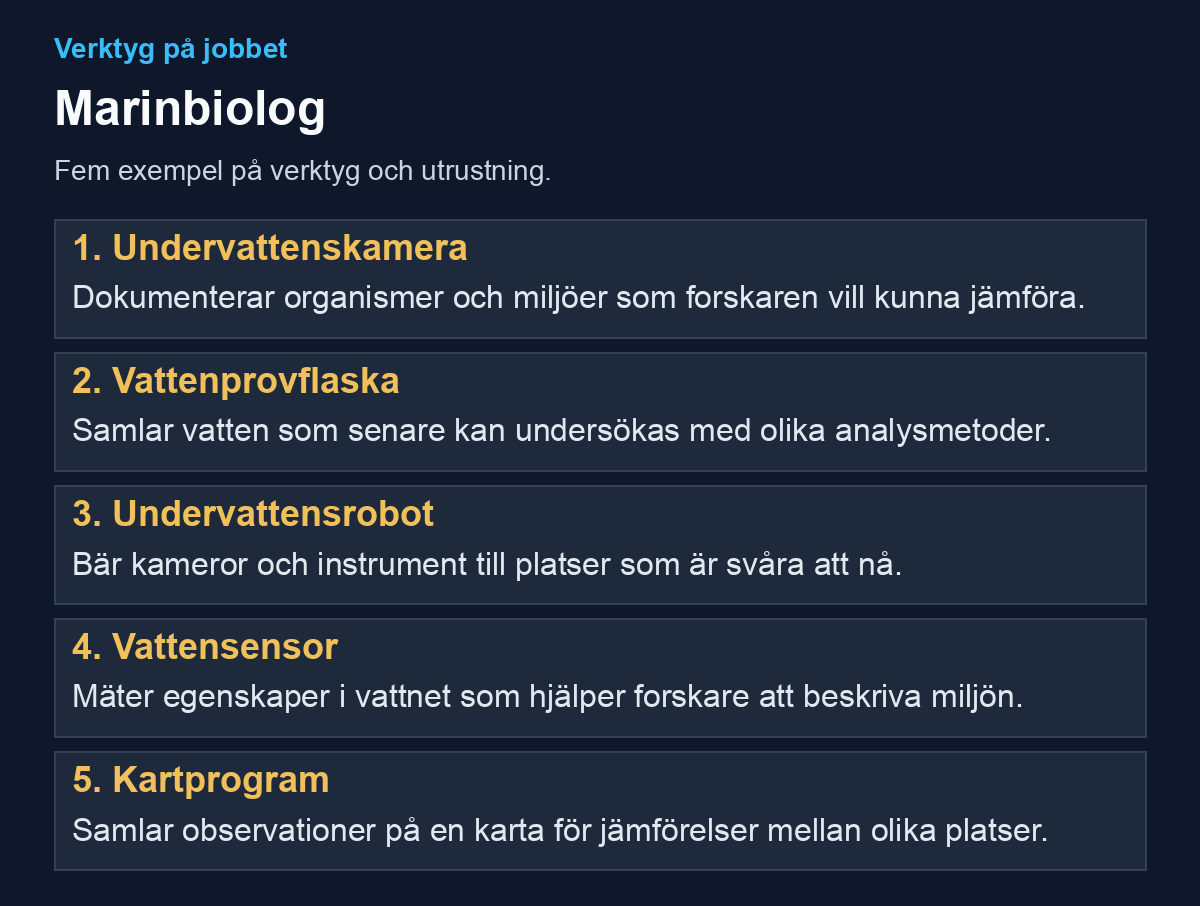 Verktyg på jobbet
Marinbiolog
Fem exempel på verktyg och utrustning.
1. Undervattenskamera
Dokumenterar organismer och miljöer som forskaren vill kunna jämföra.
2. Vattenprovflaska
Samlar vatten som senare kan undersökas med olika analysmetoder.
3. Undervattensrobot
Bär kameror och instrument till platser som är svåra att nå.
4. Vattensensor
Mäter egenskaper i vattnet som hjälper forskare att beskriva miljön.
5. Kartprogram
Samlar observationer på en karta för jämförelser mellan olika platser.